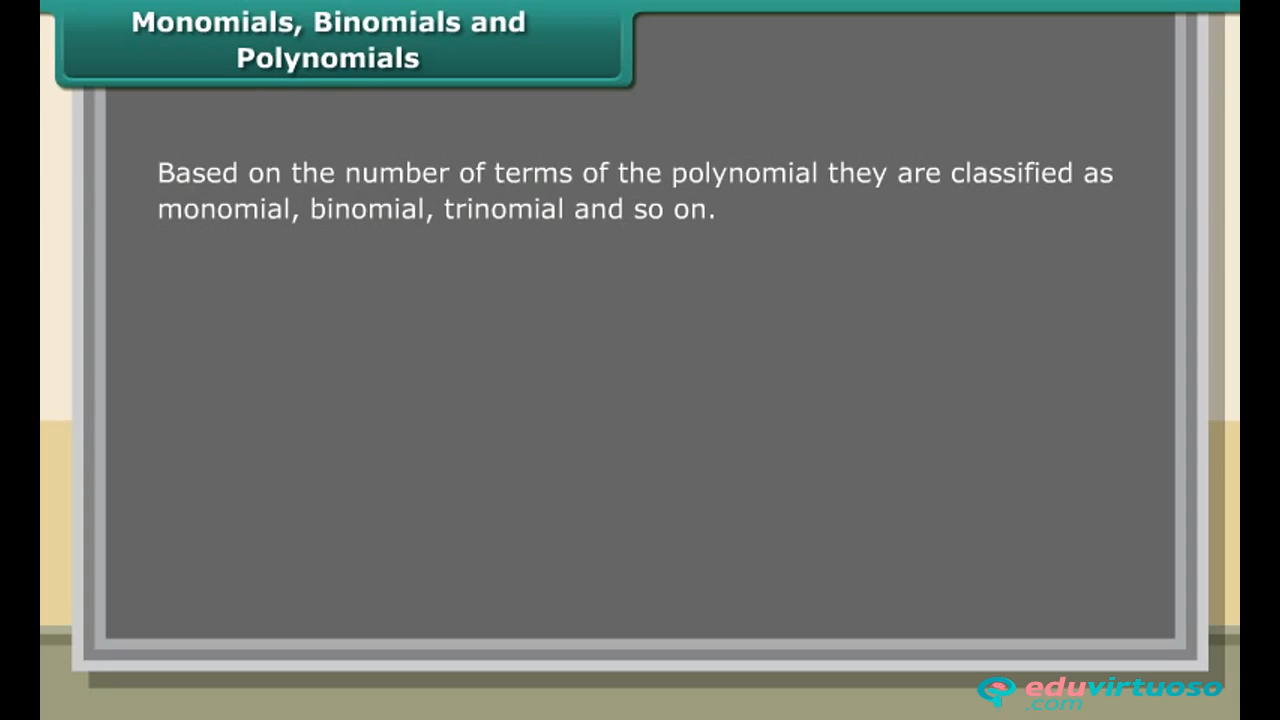 Monomials, Binomials and
Polynomials
Based on the number of terms of the polynomial they are classified as
monomial, binomial, trinomial and so on.
eduvirtuoso
.com